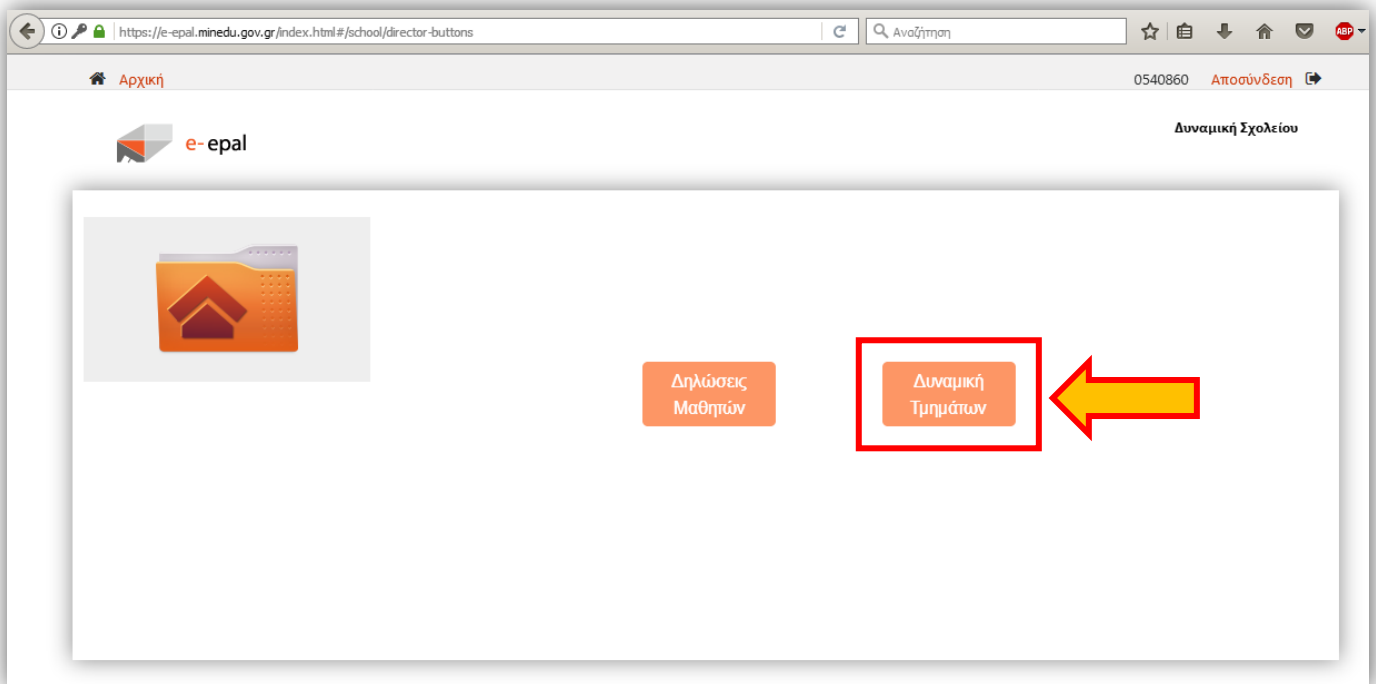 https://e-epal.minedu.gov.gr/index.html#/school/director-buttons
Αναζήτηση
ABP
Αρχική
0540860 Αποσύνδεση
e-epal
Δυναμική Σχολείου
Δηλώσεις
Μαθητών
Δυναμική
Τμημάτων